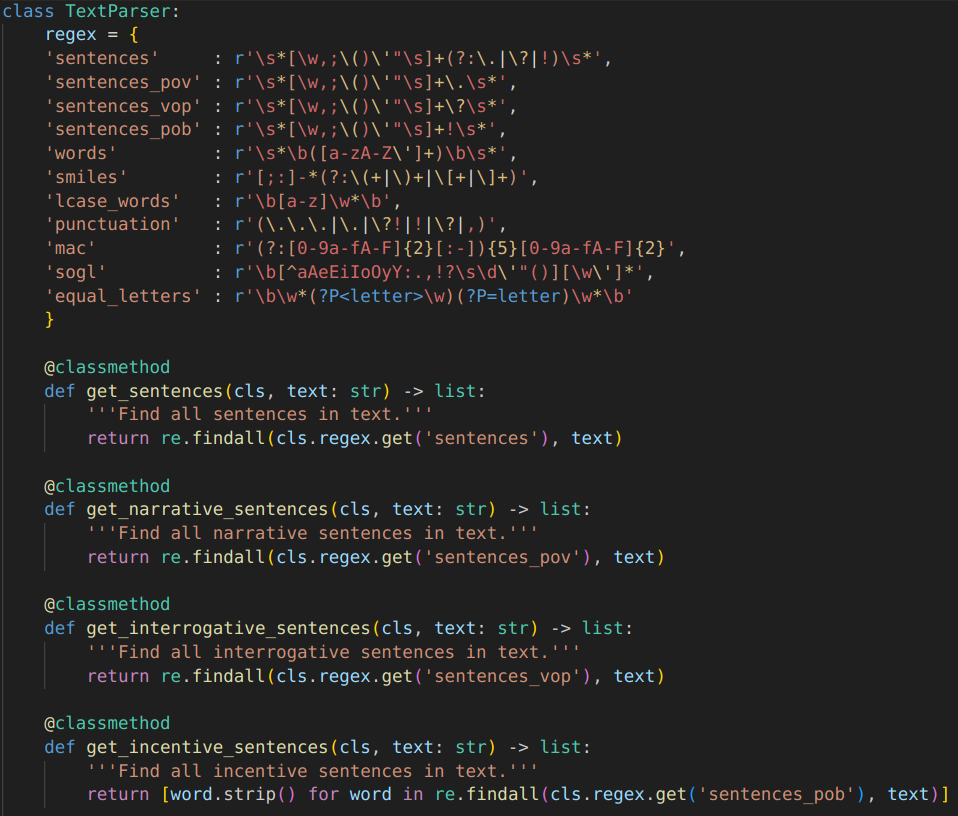 class TextParser:
    regex = {
    'sentences'     : r'\s*[\w,;\()\'"\s]+(?:\.|\?|!)\s*',
    'sentences_pov' : r'\s*[\w,;\()\'"\s]+\.\s*',
    'sentences_vop' : r'\s*[\w,;\()\'"\s]+\?\s*',
    'sentences_pob' : r'\s*[\w,;\()\'"\s]+!\s*',
    'words'         : r'\s*\b([a-zA-Z\']+)\b\s*',
    'smiles'        : r'[;:]-*(?:\(+|\)+|\[+|\]+)',
    'lcase_words'   : r'\b[a-z]\w*\b',
    'punctuation'   : r'(\.\.\.|\.|\?!|!|\?|,)',
    'mac'           : r'(?:[0-9a-fA-F]{2}[:-]){5}[0-9a-fA-F]{2}',
    'sogl'          : r'\b[^aAeEiIoOyY:.,!?\s\d\'"()][\w\']*',
    'equal_letters' : r'\b\w*(?P<letter>\w)(?P=letter)\w*\b'
    }
    @classmethod
    def get_sentences(cls, text: str) -> list:
        '''Find all sentences in text.'''
        return re.findall(cls.regex.get('sentences'), text)
    @classmethod
    def get_narrative_sentences(cls, text: str) -> list:
        '''Find all narrative sentences in text.'''
        return re.findall(cls.regex.get('sentences_pov'), text)
    @classmethod
    def get_interrogative_sentences(cls, text: str) -> list:
        '''Find all interrogative sentences in text.'''
        return re.findall(cls.regex.get('sentences_vop'), text)
    @classmethod
    def get_incentive_sentences(cls, text: str) -> list:
        '''Find all incentive sentences in text.'''
        return [word.strip() for word in re.findall(cls.regex.get('sentences_pob'), text)]